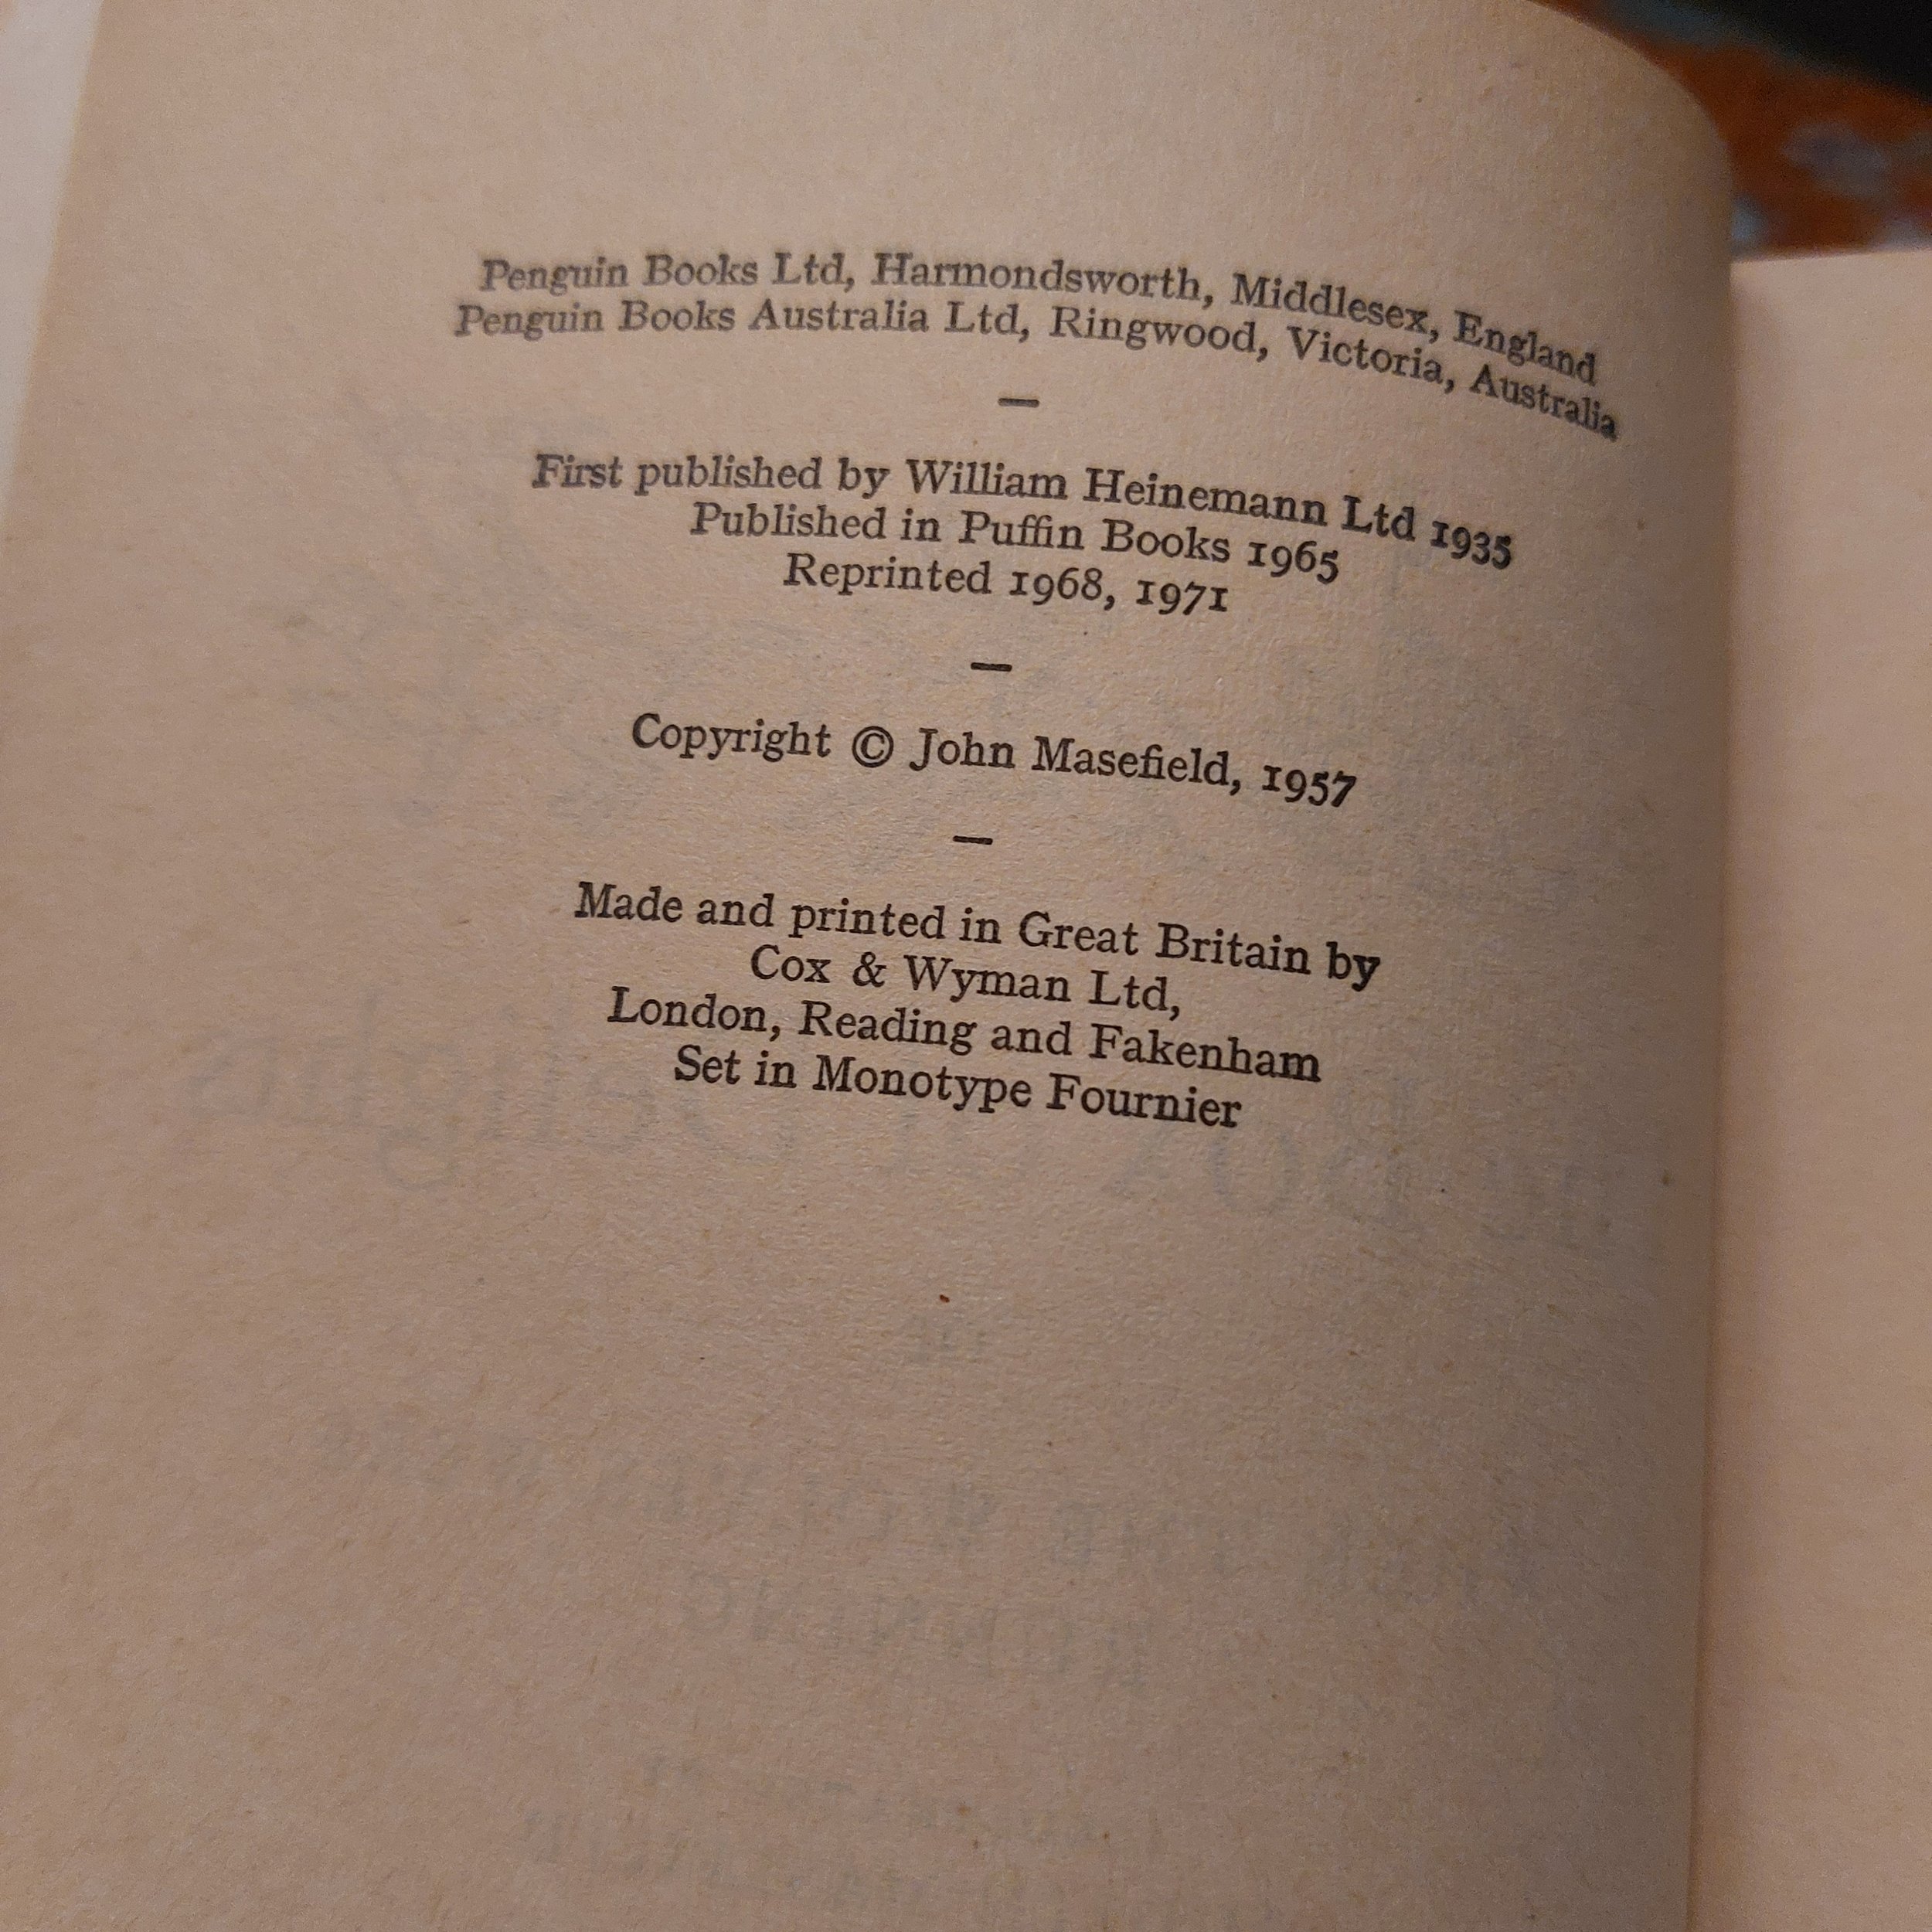 Penguin Books Ltd, Harmondsworth, Middlesex, England
Penguin Books Australia Ltd, Ringwood, Victoria, Australia
—
First published by William Heinemann Ltd 1935
Published in Puffin Books 1965
Reprinted 1968, 1971
—
Copyright © John Masefield, 1957
—
Made and printed in Great Britain by
Cox & Wyman Ltd,
London, Reading and Fakenham
Set in Monotype Fournier